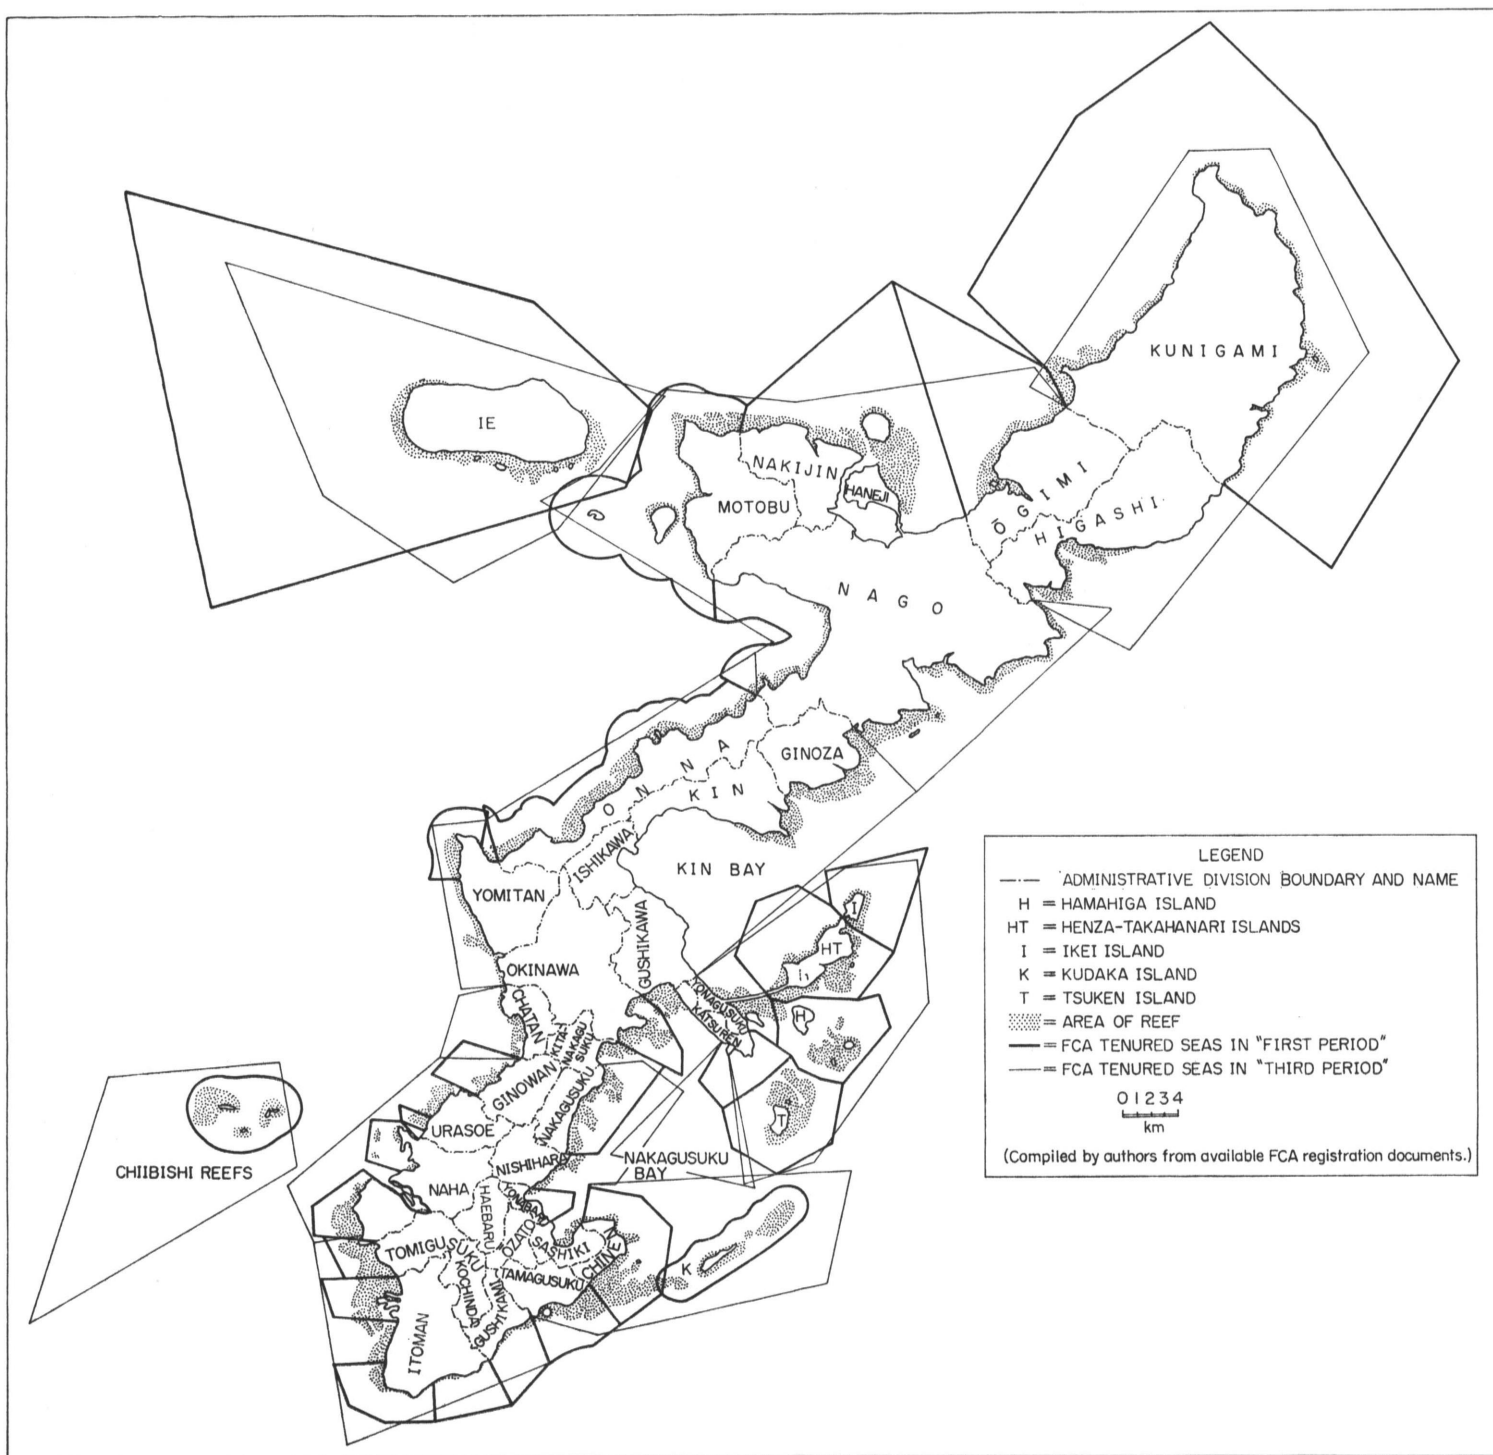 KUNIGAMI
IE
NAKIJIN
HANEJI
MOTOBU
ŌGIMI
HIGASHI
NAGO
GINOZA
ONNA
KIN
ISHIKAWA
KIN BAY
YOMITAN
GUSHIKAWA
I
HT
OKINAWA
YONAGUSUKU
KATSUREN
H
CHATAN
KITA-
NAKAGU
SUKU
GINOWAN
NAKAGUSUKU
URASOE
T
CHIIBISHI REEFS
NISHIHARA
NAKAGUSUKU
BAY
NAHA
HAEBARU
YONABARU
OZATO
SASHIKI
CHINEN
TOMIGUSUKU
KOCHINDA
TAMAGUSUKU
K
GUSHIKAMI
ITOMAN
LEGEND
ADMINISTRATIVE DIVISION BOUNDARY AND NAME
H = HAMAHIGA ISLAND
HT = HENZA-TAKAHANARI ISLANDS
I = IKEI ISLAND
K = KUDAKA ISLAND
T = TSUKEN ISLAND
= AREA OF REEF
= FCA TENURED SEAS IN "FIRST PERIOD"
= FCA TENURED SEAS IN "THIRD PERIOD"
0 1 2 3 4
km
(Compiled by authors from available FCA registration documents.)